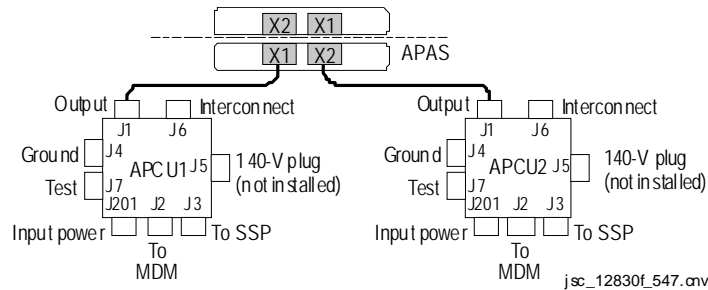 X2 X1
X1 X2 APAS
Output Interconnect Output Interconnect
J1 J6 J1 J6
Ground J4 APCU1 J5 140-V plug Ground J4 APCU2 J5 140-V plug
Test J7 (not installed) Test J7 (not installed)
J201 J2 J3 J201 J2 J3
Input power To SSP Input power To SSP
To To
MDM MDM
jsc_12830f_547.cnv